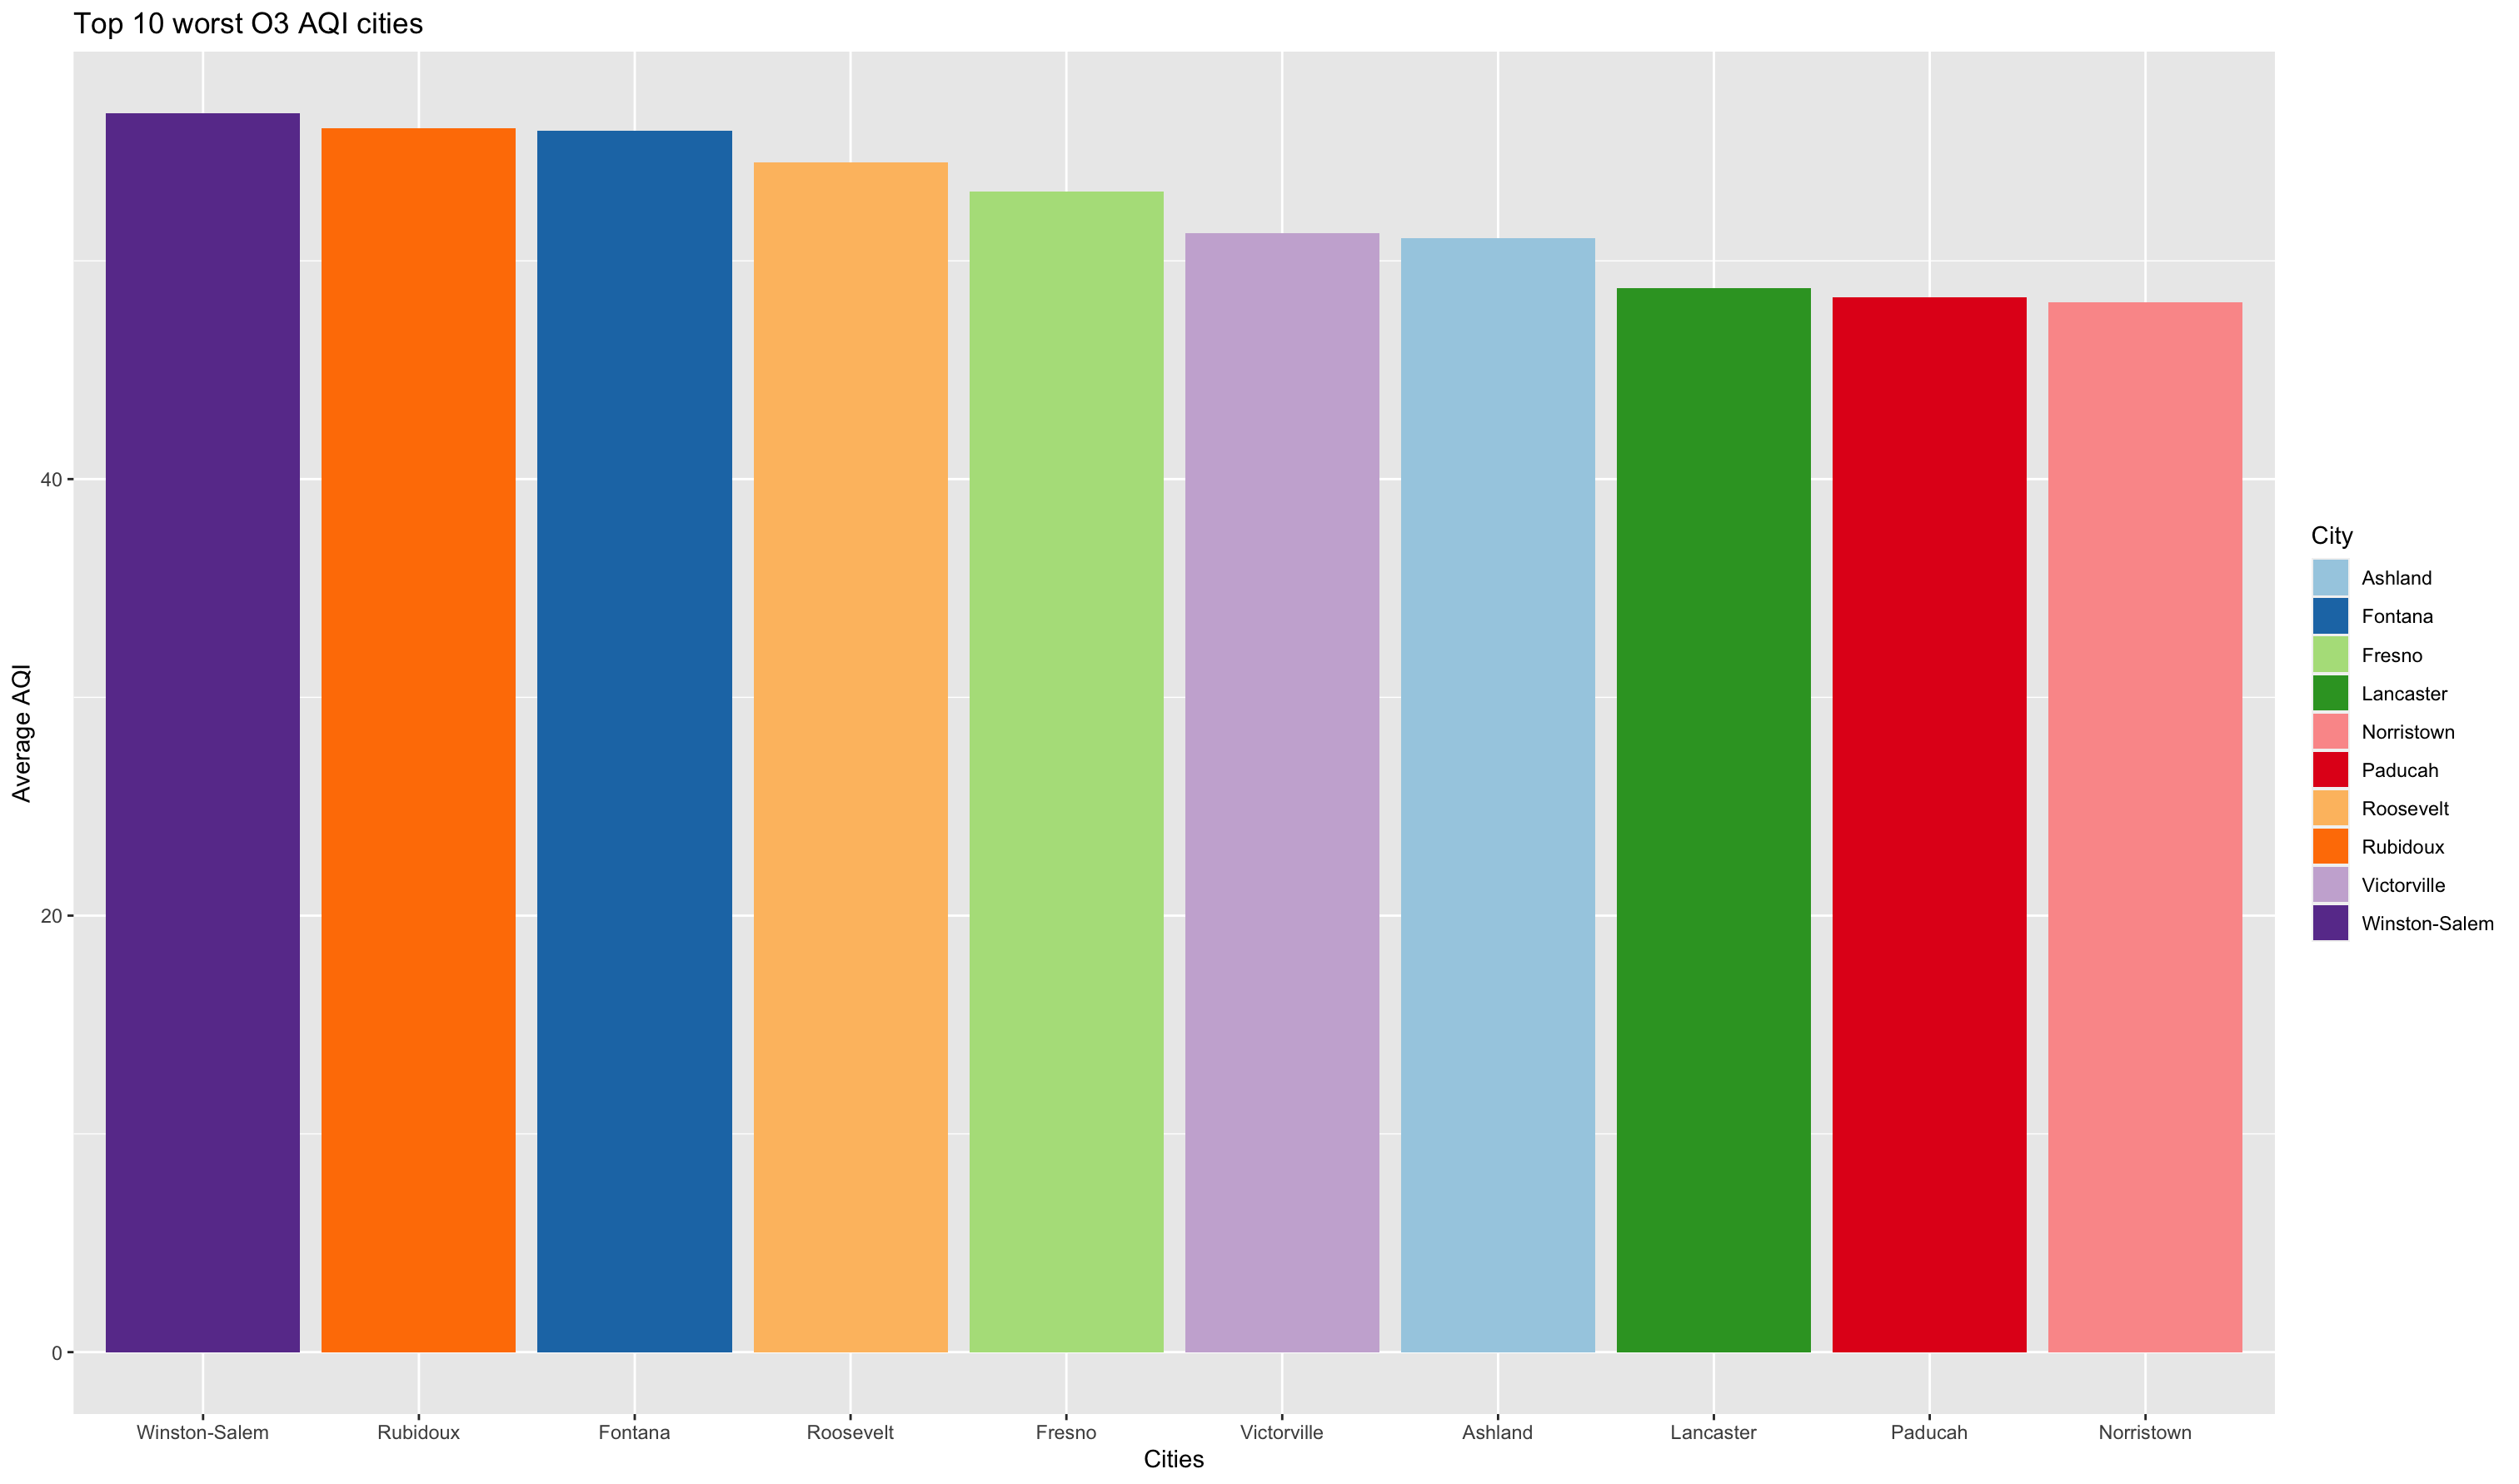 Top 10 worst O3 AQI cities
Average AQI
40
20
0
Winston-Salem
Rubidoux
Fontana
Roosevelt
Fresno
Victorville
Ashland
Lancaster
Paducah
Norristown
Cities
City
Ashland
Fontana
Fresno
Lancaster
Norristown
Paducah
Roosevelt
Rubidoux
Victorville
Winston-Salem